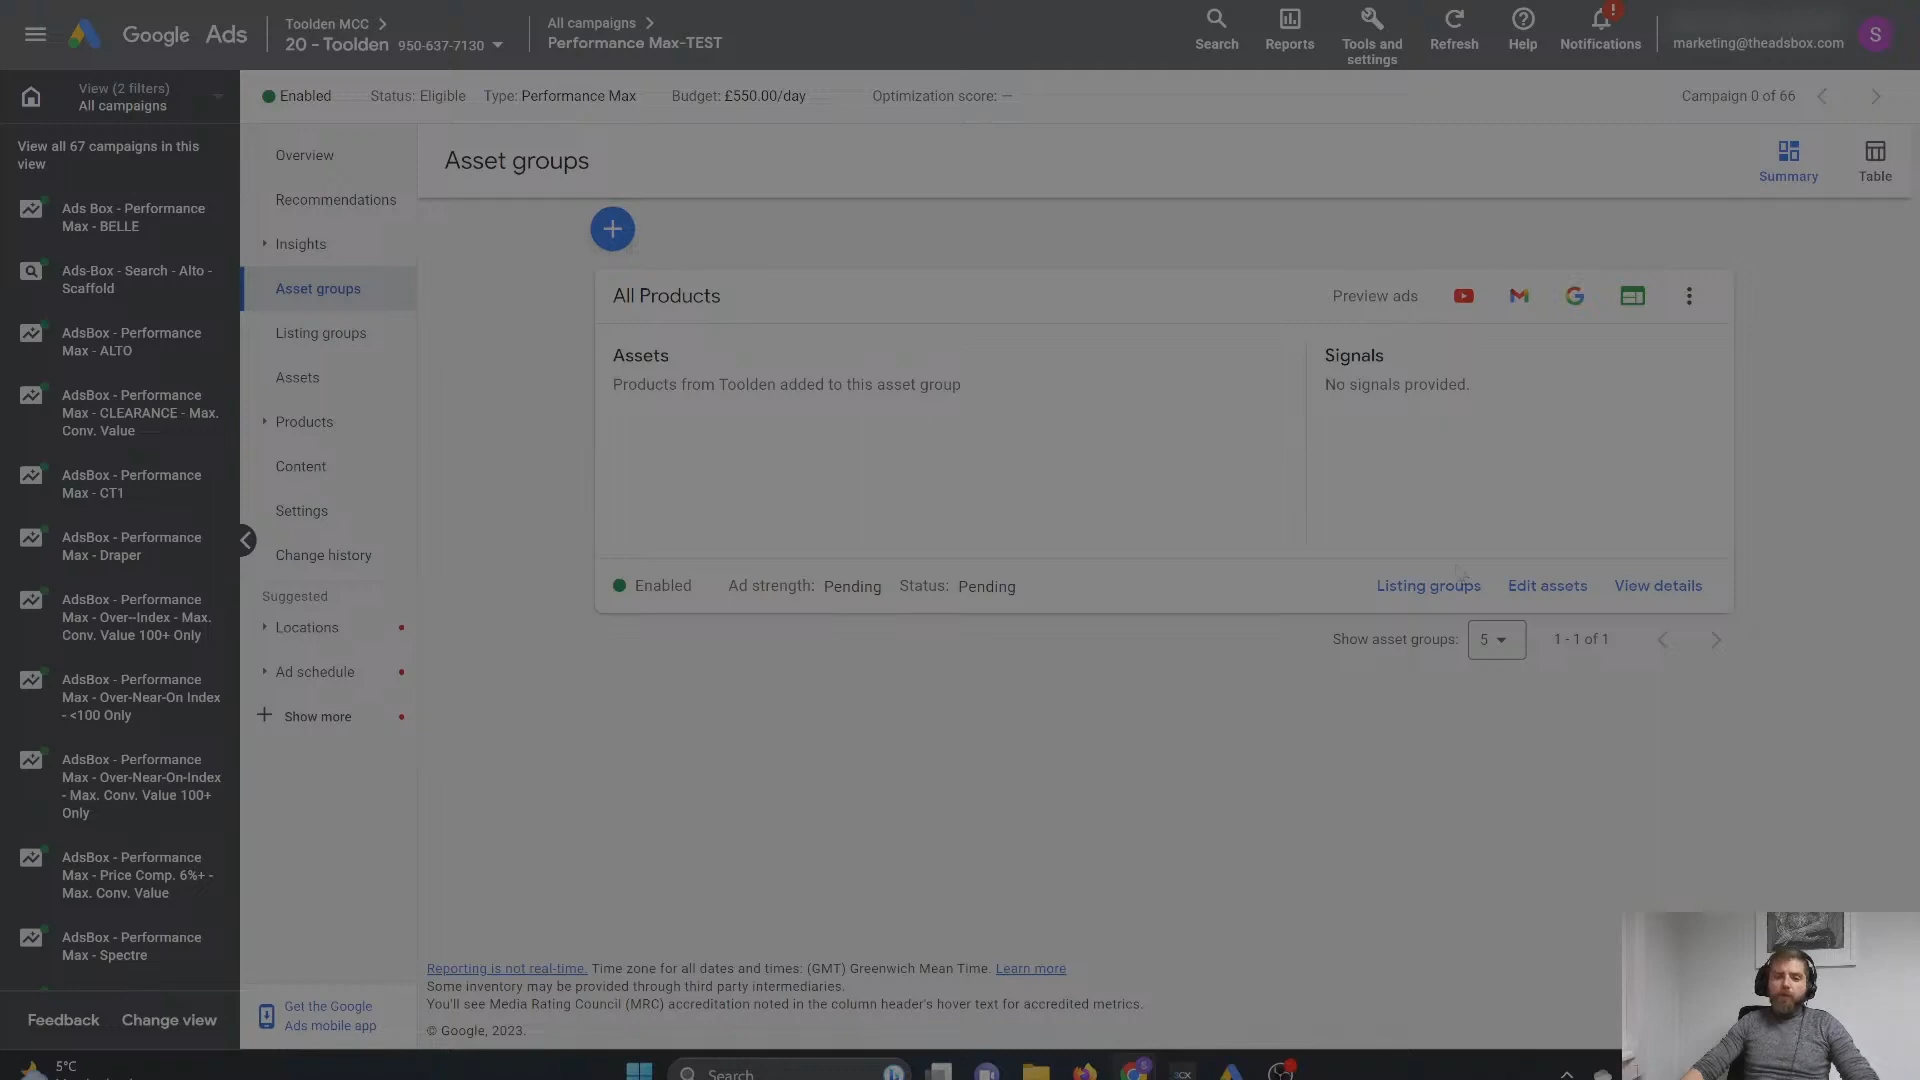 Google Ads
Toolden MCC
20 - Toolden 950-637-7130
All campaigns
Performance Max-TEST
Search
Reports
Tools and
settings
Refresh
Help
!
Notifications
marketing@theadsbox.com
S
View (2 filters)
All campaigns
Enabled
Status: Eligible
Type: Performance Max
Budget: £550.00/day
Optimization score: —
Campaign 0 of 66
View all 67 campaigns in this
view
Ads Box - Performance
Max - BELLE
Ads-Box - Search - Alto -
Scaffold
AdsBox - Performance
Max - ALTO
AdsBox - Performance
Max - CLEARANCE - Max.
Conv. Value
AdsBox - Performance
Max - CT1
AdsBox - Performance
Max - Draper
AdsBox - Performance
Max - Over--Index - Max.
Conv. Value 100+ Only
AdsBox - Performance
Max - Over-Near-On Index
- <100 Only
AdsBox - Performance
Max - Over-Near-On-Index
- Max. Conv. Value 100+
Only
AdsBox - Performance
Max - Price Comp. 6%+ -
Max. Conv. Value
AdsBox - Performance
Max - Spectre
Feedback
Change view
Overview
Recommendations
Insights
Asset groups
Listing groups
Assets
Products
Content
Settings
Change history
Suggested
Locations
Ad schedule
Show more
Get the Google
Ads mobile app
Asset groups
Summary
Table
All Products
Preview ads
Assets
Products from Toolden added to this asset group
Signals
No signals provided.
Enabled
Ad strength: Pending
Status: Pending
Listing groups
Edit assets
View details
Show asset groups: 5
1 - 1 of 1
Reporting is not real-time. Time zone for all dates and times: (GMT) Greenwich Mean Time. Learn more
Some inventory may be provided through third party intermediaries.
You'll see Media Rating Council (MRC) accreditation noted in the column header's hover text for accredited metrics.
© Google, 2023.
5°C
Search
3CX